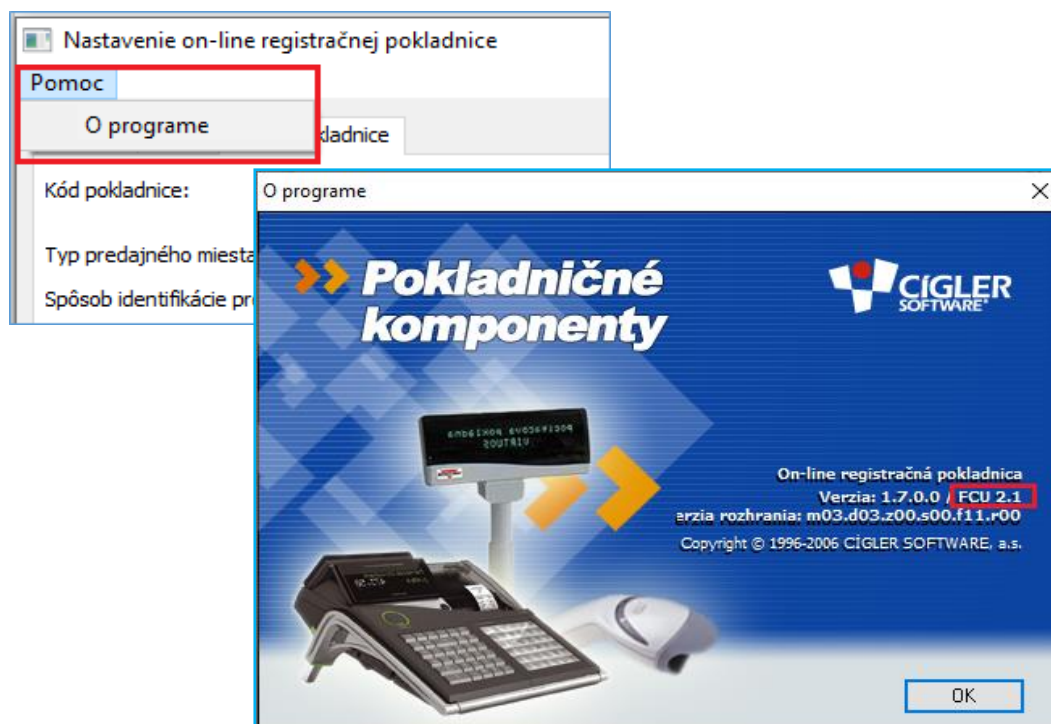 Nastavenie on-line registračnej pokladnice
Pomoc
O programe
kladnice
Kód pokladnice:
Typ predajného miesta
Spôsob identifikácie pr
O programe
Pokladničné
komponenty
CÍGLER
SOFTWARE®
On-line registračná pokladnica
Verzia: 1.7.0.0 / FCU 2.1
erzia rozhrania: m03.d03.z00.s00.f11.r00
Copyright © 1996-2006 CÍGLER SOFTWARE, a.s.
OK